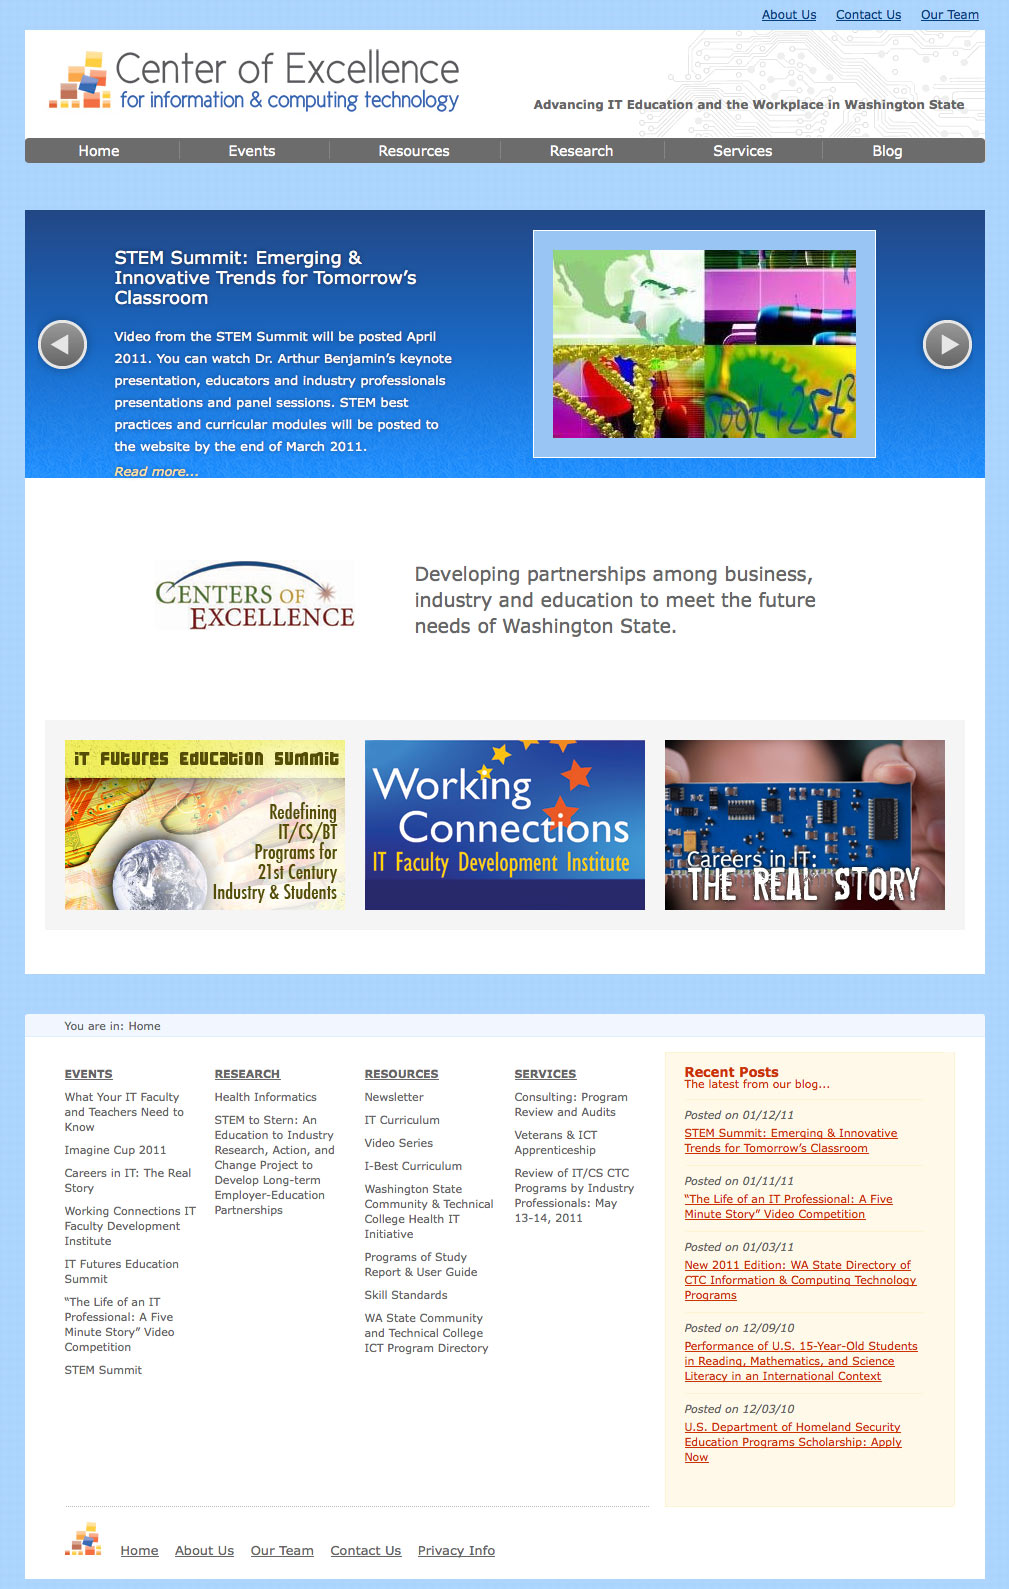 About Us Contact Us Our Team
Center of Excellence
for information & computing technology
Advancing IT Education and the Workplace in Washington State
Home Events Resources Research Services Blog
STEM Summit: Emerging &
Innovative Trends for Tomorrow’s
Classroom
Video from the STEM Summit will be posted April
2011. You can watch Dr. Arthur Benjamin’s keynote
presentation, educators and industry professionals
presentations and panel sessions. STEM best
practices and curricular modules will be posted to
the website by the end of March 2011.
Read more...
CENTERS OF
EXCELLENCE
Developing partnerships among business,
industry and education to meet the future
needs of Washington State.
iT Futures Education Summit
Redefining
IT/CS/BT
Programs for
21st Century
Industry & Students
Working
Connections
IT Faculty Development Institute
Careers in IT:
THE REAL STORY
You are in: Home
EVENTS
What Your IT Faculty
and Teachers Need to
Know
Imagine Cup 2011
Careers in IT: The Real
Story
Working Connections IT
Faculty Development
Institute
IT Futures Education
Summit
“The Life of an IT
Professional: A Five
Minute Story” Video
Competition
STEM Summit
RESEARCH
Health Informatics
STEM to Stern: An
Education to Industry
Research, Action, and
Change Project to
Develop Long-term
Employer-Education
Partnerships
RESOURCES
Newsletter
IT Curriculum
Video Series
I-Best Curriculum
Washington State
Community & Technical
College Health IT
Initiative
Programs of Study
Report & User Guide
Skill Standards
WA State Community
and Technical College
ICT Program Directory
SERVICES
Consulting: Program
Review and Audits
Veterans & ICT
Apprenticeship
Review of IT/CS CTC
Programs by Industry
Professionals: May
13-14, 2011
Recent Posts
The latest from our blog...
Posted on 01/12/11
STEM Summit: Emerging & Innovative
Trends for Tomorrow’s Classroom
Posted on 01/11/11
“The Life of an IT Professional: A Five
Minute Story” Video Competition
Posted on 01/03/11
New 2011 Edition: WA State Directory of
CTC Information & Computing Technology
Programs
Posted on 12/09/10
Performance of U.S. 15-Year-Old Students
in Reading, Mathematics, and Science
Literacy in an International Context
Posted on 12/03/10
U.S. Department of Homeland Security
Education Programs Scholarship: Apply
Now
Home About Us Our Team Contact Us Privacy Info